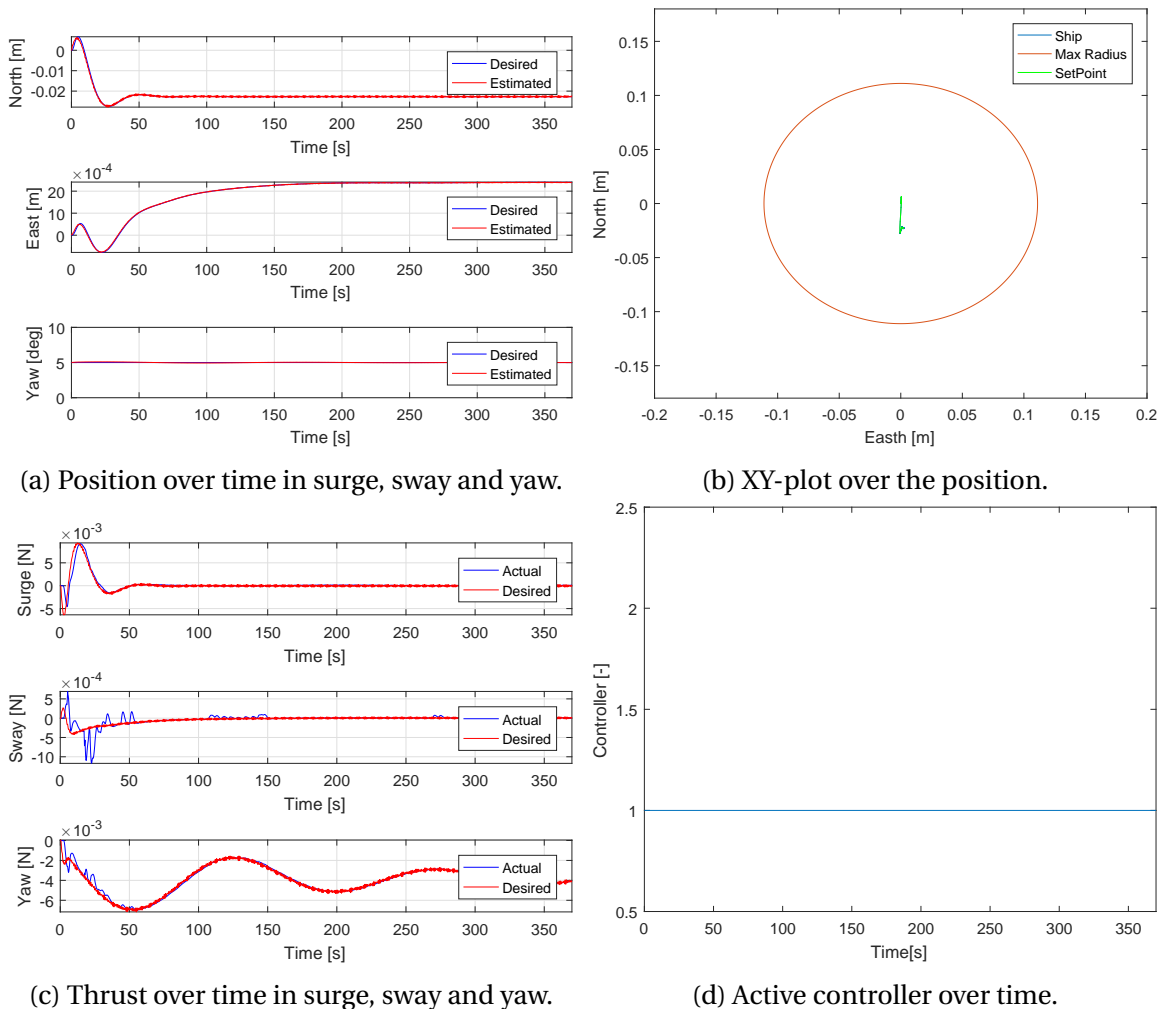 North [m]
0
-0.01
-0.02
Desired
Estimated
0 50 100 150 200 250 300 350
Time [s]
×10-4
East [m]
20
10
0
Desired
Estimated
0 50 100 150 200 250 300 350
Time [s]
Yaw [deg]
10
5
0
Desired
Estimated
0 50 100 150 200 250 300 350
Time [s]
(a) Position over time in surge, sway and yaw.
North [m]
0.15
0.1
0.05
0
-0.05
-0.1
-0.15
Ship
Max Radius
SetPoint
-0.2 -0.15 -0.1 -0.05 0 0.05 0.1 0.15 0.2
Easth [m]
(b) XY-plot over the position.
×10-3
Surge [N]
5
0
-5
Actual
Desired
0 50 100 150 200 250 300 350
Time [s]
×10-4
Sway [N]
5
0
-5
-10
Actual
Desired
0 50 100 150 200 250 300 350
Time [s]
×10-3
Yaw [N]
0
-2
-4
-6
Actual
Desired
0 50 100 150 200 250 300 350
Time [s]
(c) Thrust over time in surge, sway and yaw.
Controller [-]
2.5
2
1.5
1
0.5
0 50 100 150 200 250 300 350
Time[s]
(d) Active controller over time.